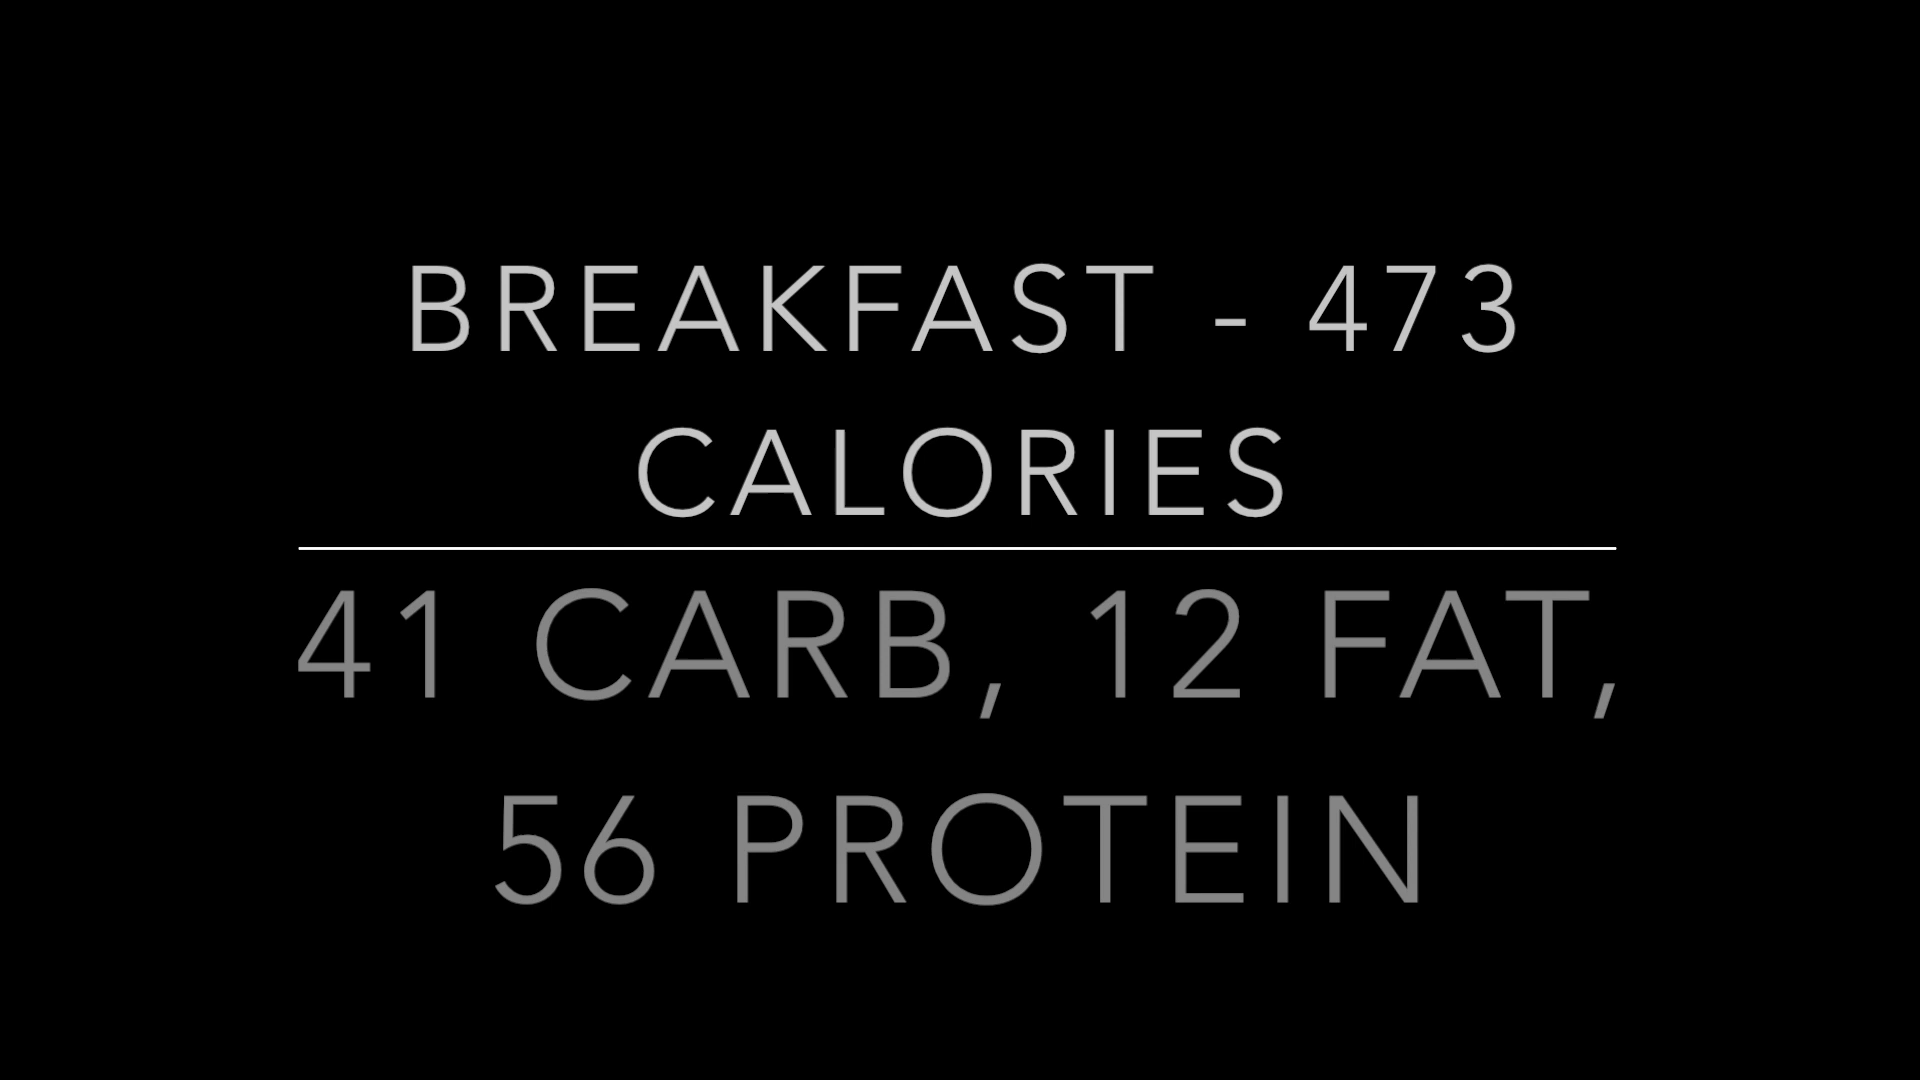 BREAKFAST - 473
CALORIES
41 CARB, 12 FAT,
56 PROTEIN